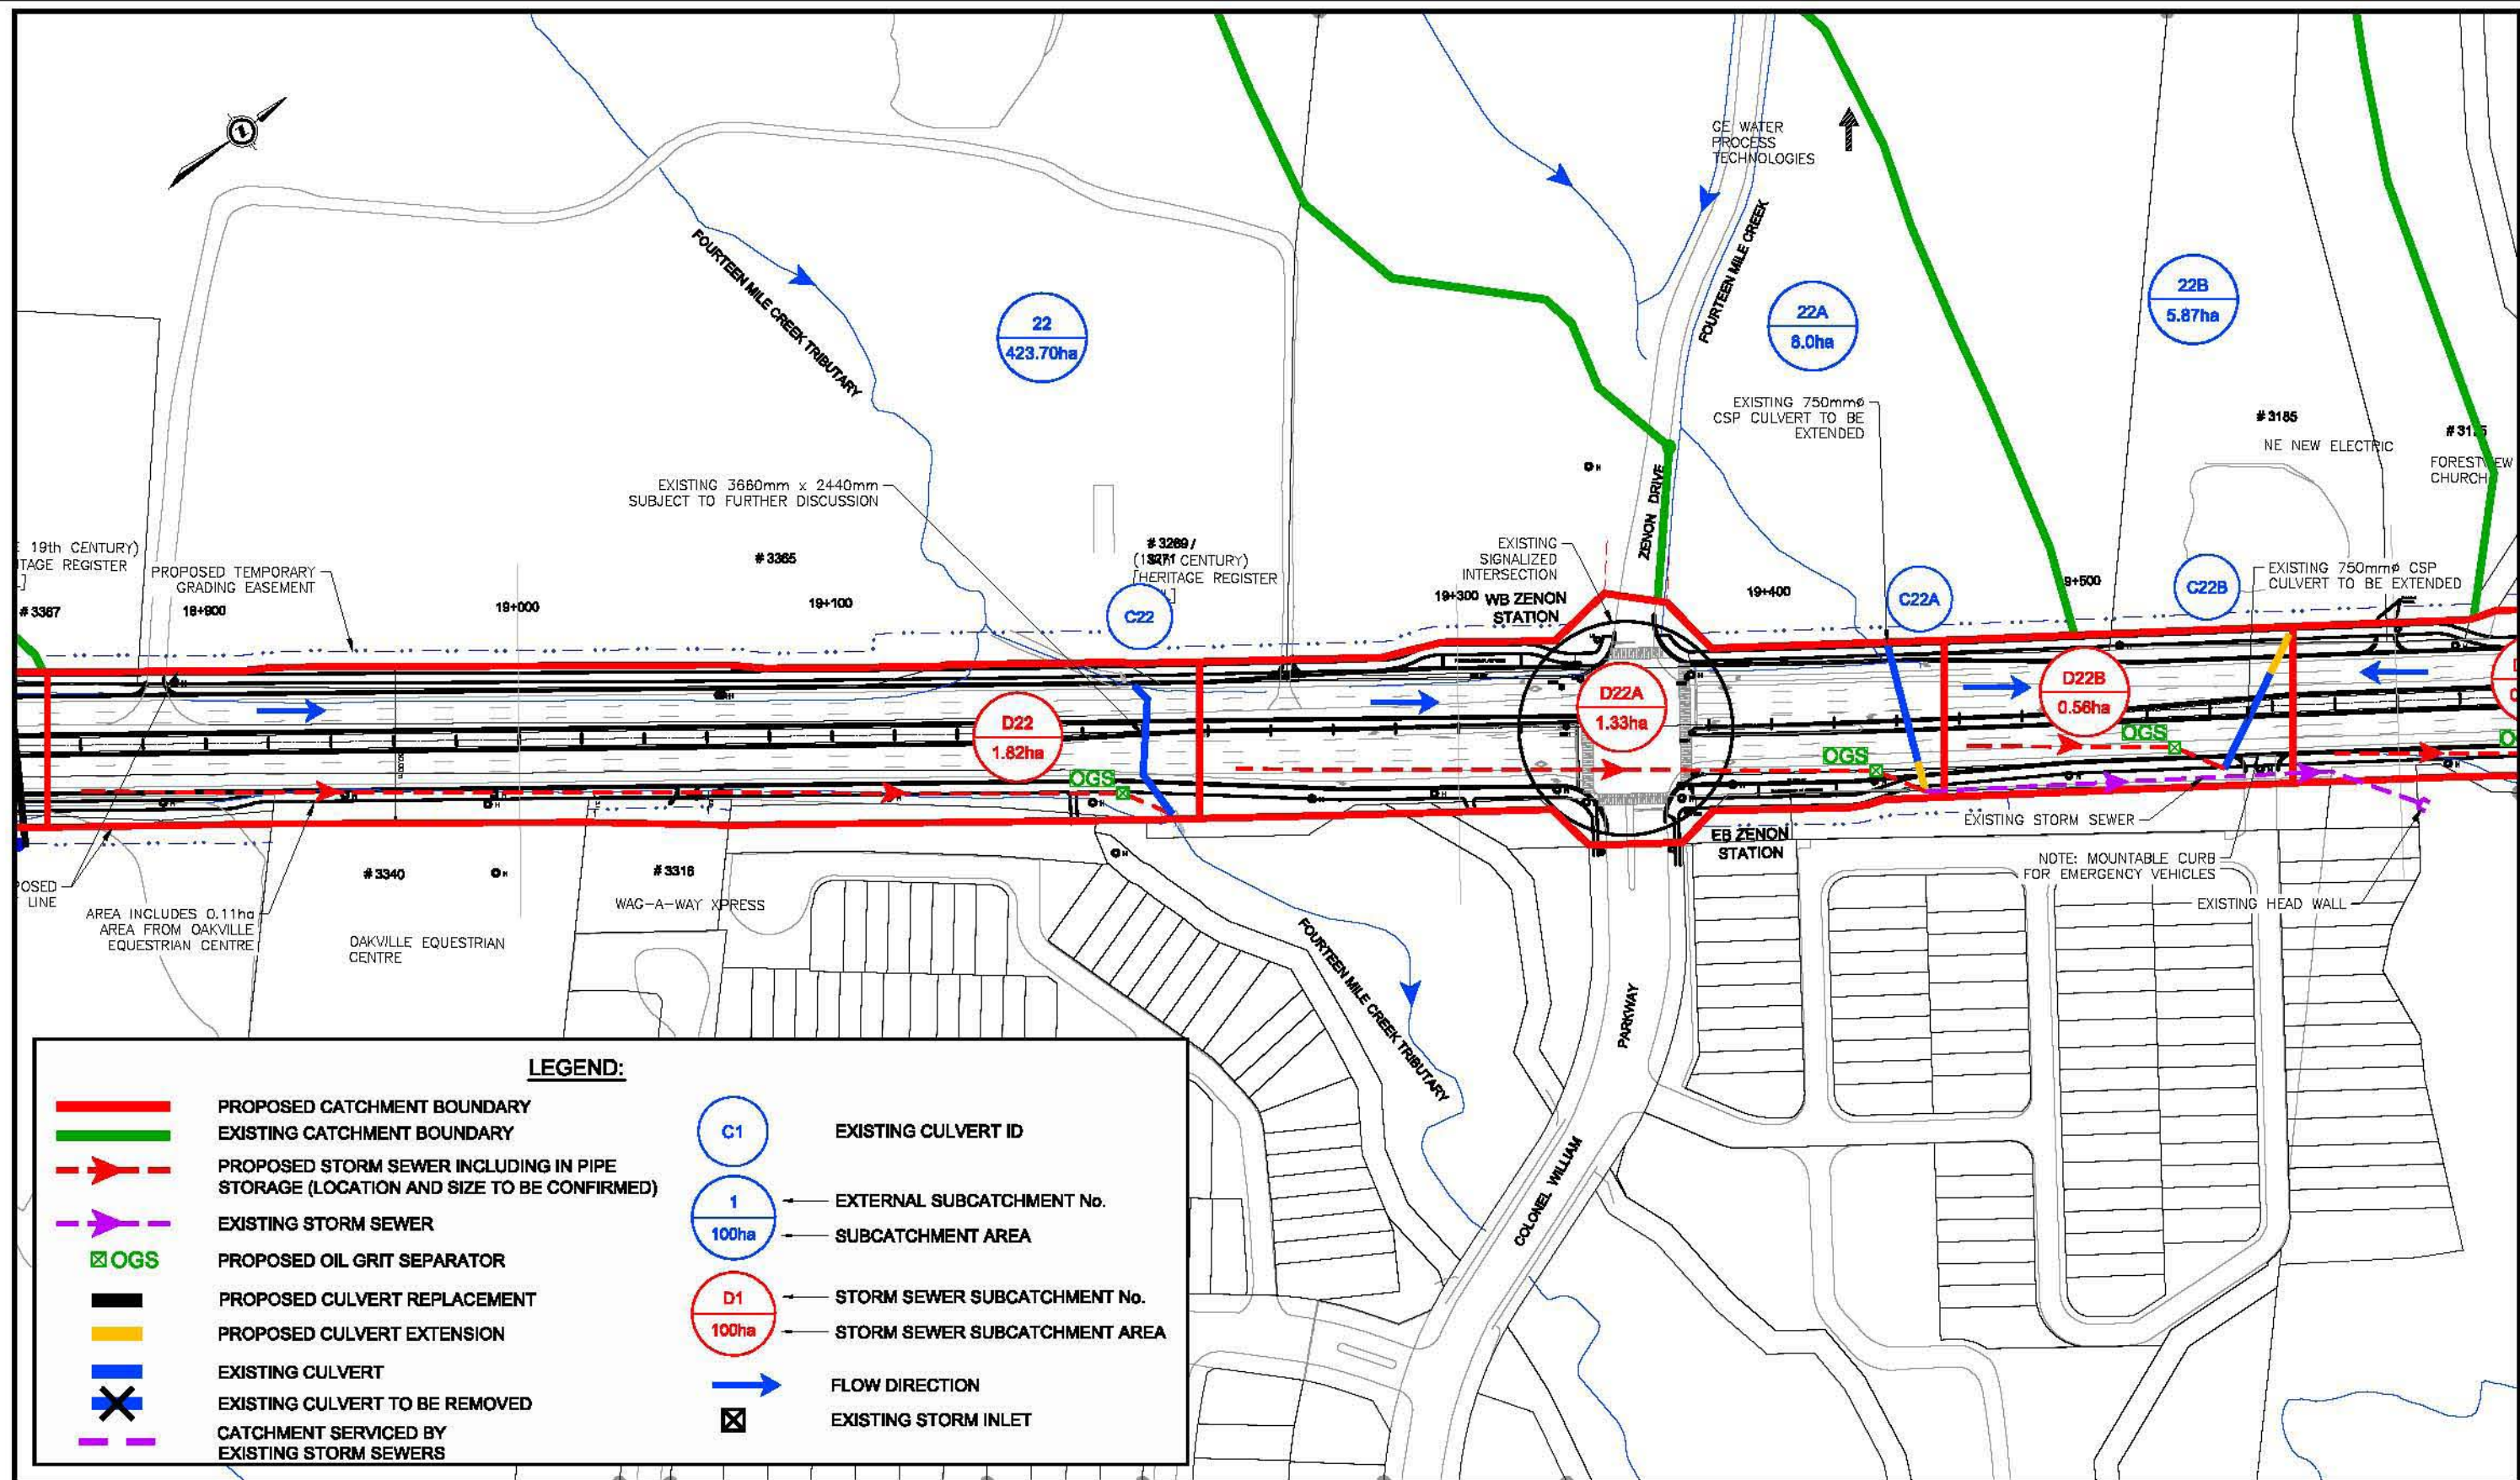 GE WATER
PROCESS
TECHNOLOGIES
FOURTEEN MILE CREEK TRIBUTARY
FOURTEEN MILE CREEK
22
423.70ha
22A
8.0ha
22B
5.87ha
EXISTING 750mmø
CSP CULVERT TO BE
EXTENDED
# 3185
NE NEW ELECTRIC
CHURCH
EXISTING 3660mm x 2440mm
SUBJECT TO FURTHER DISCUSSION
ZENON DRIVE
19th CENTURY)
REGISTER
PROPOSED TEMPORARY
GRADING EASEMENT
# 3367
18+900
19+000
# 3365
19+100
# 3269 /
3271
CENTURY)
[HERITAGE REGISTER
C22
EXISTING
SIGNALIZED
INTERSECTION
19+300
WB ZENON
STATION
19+400
C22A
9+500
C22B
EXISTING 750mmø CSP
CULVERT TO BE EXTENDED
D22
1.82ha
D22A
1.33ha
D22B
0.56ha
OGS
OGS
OGS
LINE
AREA INCLUDES 0.11ha
AREA FROM OAKVILLE
EQUESTRIAN CENTRE
# 3340
OAKVILLE EQUESTRIAN
CENTRE
# 3316
WAG-A-WAY XPRESS
EB ZENON
STATION
EXISTING STORM SEWER
NOTE: MOUNTABLE CURB
FOR EMERGENCY VEHICLES
EXISTING HEAD WALL
FOURTEEN MILE CREEK TRIBUTARY
COLONEL WILLIAM
PARKWAY
LEGEND:
PROPOSED CATCHMENT BOUNDARY
EXISTING CATCHMENT BOUNDARY
PROPOSED STORM SEWER INCLUDING IN PIPE
STORAGE (LOCATION AND SIZE TO BE CONFIRMED)
EXISTING STORM SEWER
OGS
PROPOSED OIL GRIT SEPARATOR
PROPOSED CULVERT REPLACEMENT
PROPOSED CULVERT EXTENSION
EXISTING CULVERT
EXISTING CULVERT TO BE REMOVED
CATCHMENT SERVICED BY
EXISTING STORM SEWERS
C1
EXISTING CULVERT ID
1
100ha
EXTERNAL SUBCATCHMENT No.
SUBCATCHMENT AREA
D1
100ha
STORM SEWER SUBCATCHMENT No.
STORM SEWER SUBCATCHMENT AREA
FLOW DIRECTION
EXISTING STORM INLET